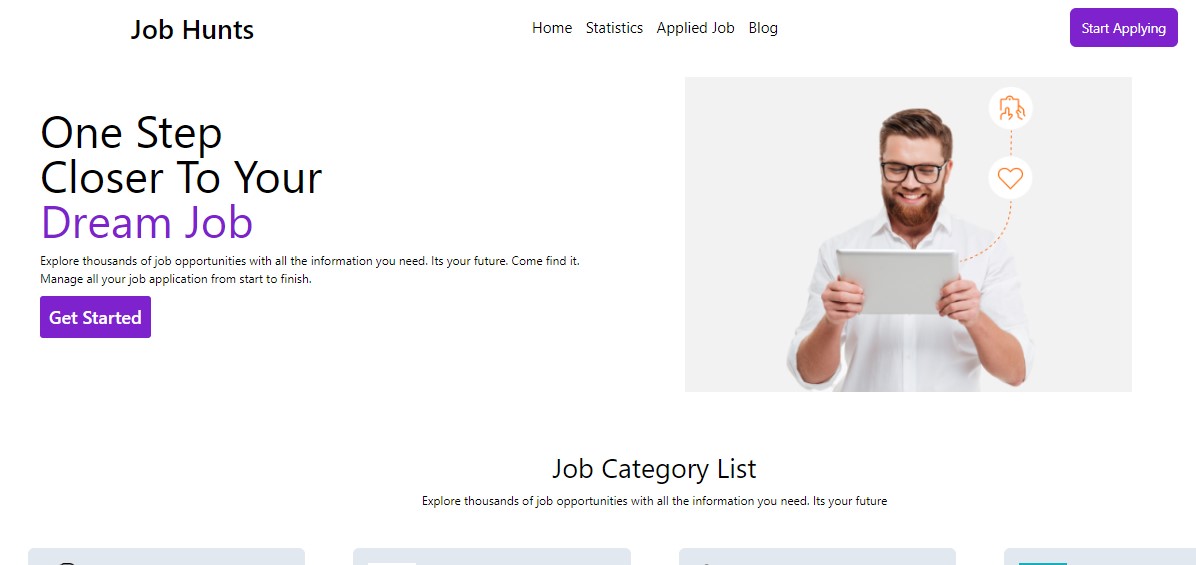 Job Hunts
Home Statistics Applied Job Blog
Start Applying
One Step
Closer To Your
Dream Job
Explore thousands of job opportunities with all the information you need. Its your future. Come find it.
Manage all your job application from start to finish.
Get Started
Job Category List
Explore thousands of job opportunities with all the information you need. Its your future